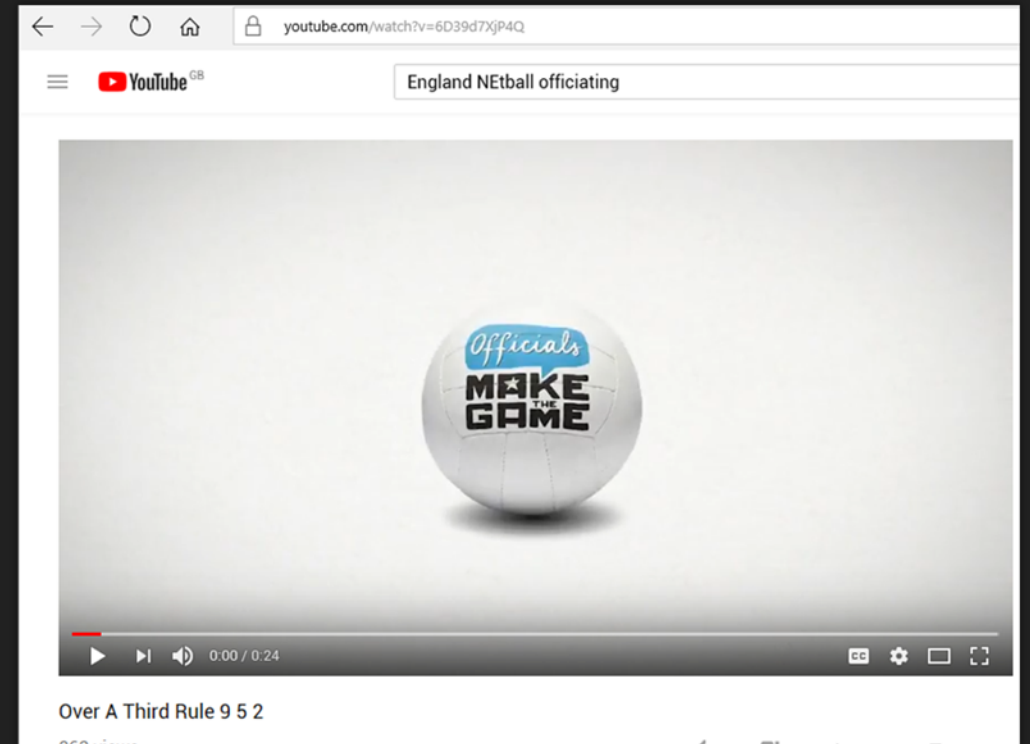 youtube.com/watch?v=6D39d7XjP4Q
YouTube GB
England NEtball officiating
Officials
MAKE
THE
GAME
0:00 / 0:24
CC
Over A Third Rule 9 5 2